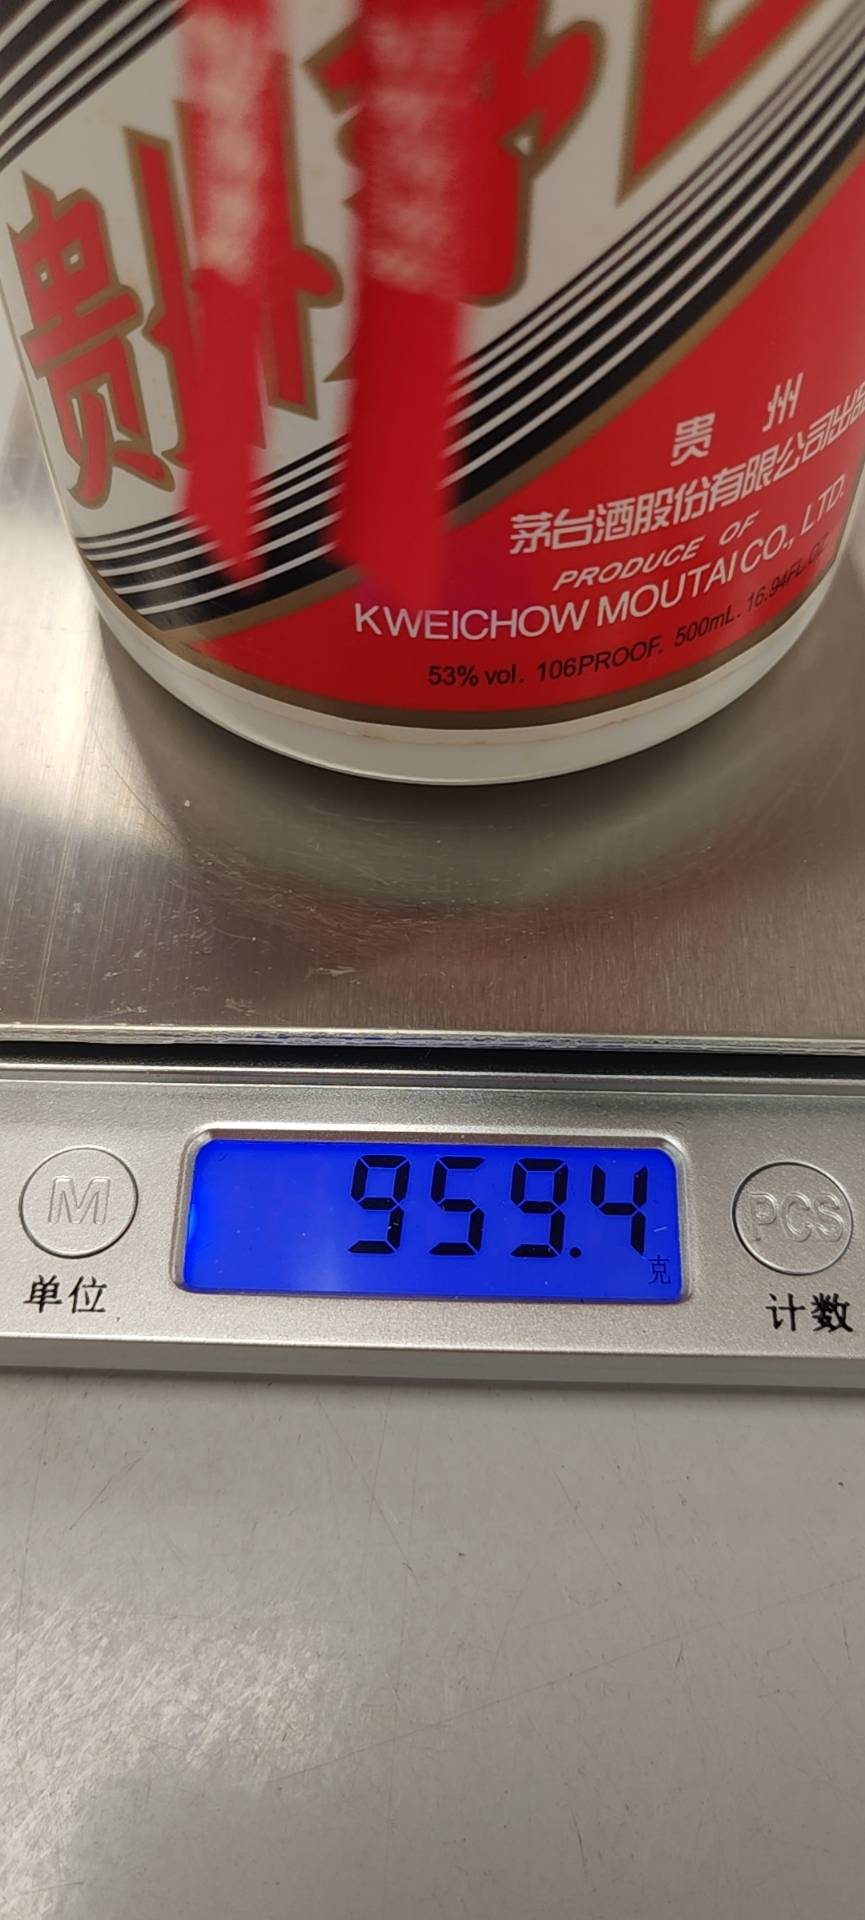 贵州
贵州
茅台酒股份有限公司出品
PRODUCE OF
KWEICHOW MOUTAI CO., LTD.
53% vol. 106PROOF. 500mL. 16.94FL.OZ
959.4
克
M
单位
PCS
计数